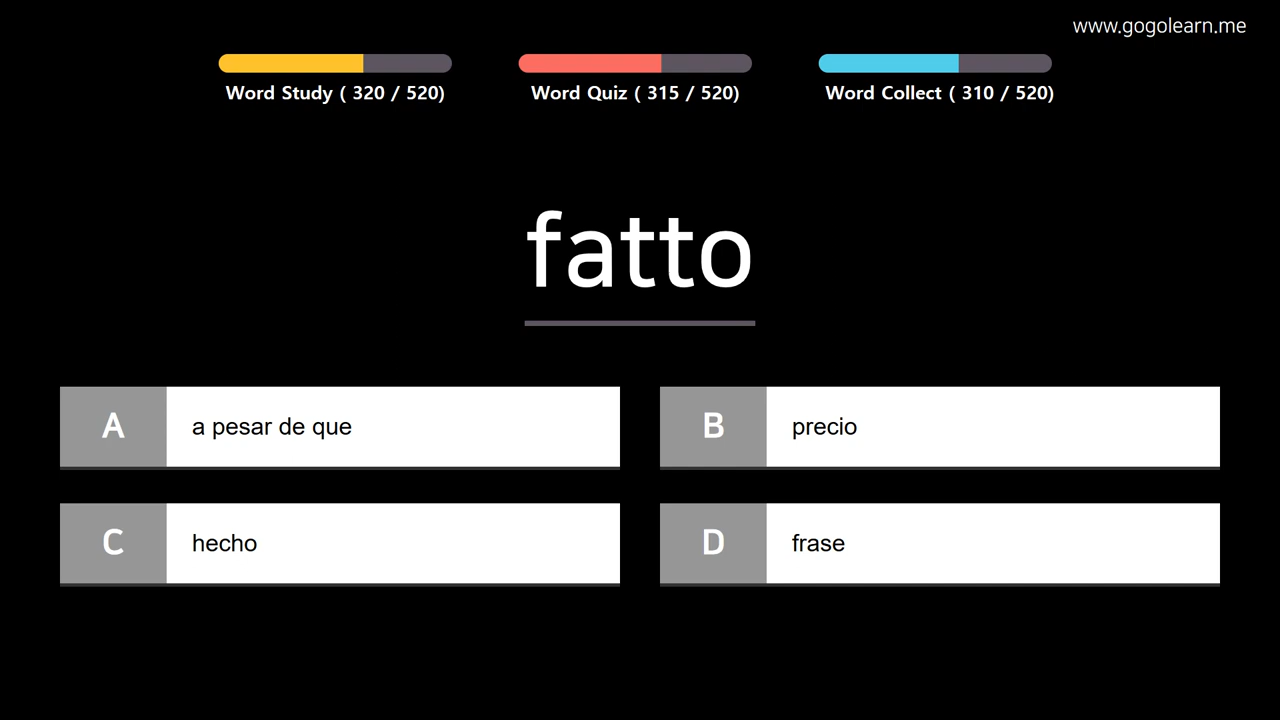 www.gogolearn.me
Word Study ( 320 / 520)
Word Quiz ( 315 / 520)
Word Collect ( 310 / 520)
fatto
A
a pesar de que
B
precio
C
hecho
D
frase